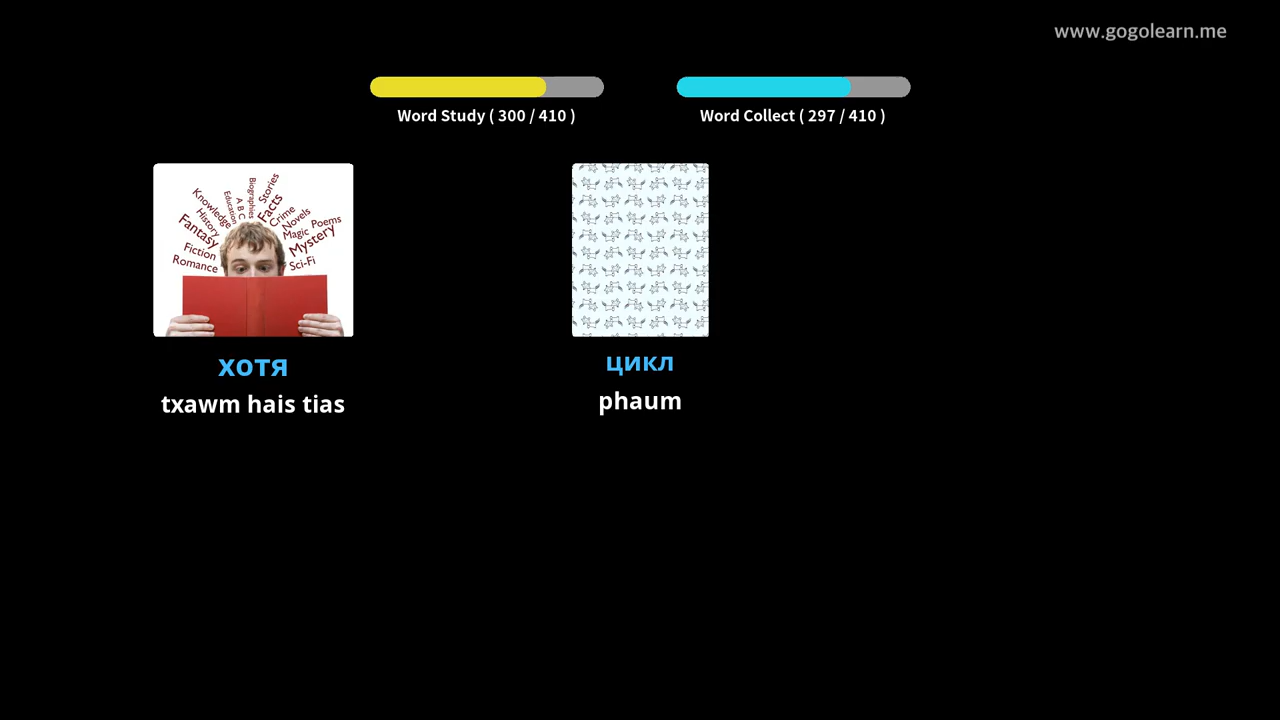 www.gogolearn.me
Word Study ( 300 / 410 )
Word Collect ( 297 / 410 )
Knowledge
History
Fantasy
Fiction
Romance
Education
A B C
Biographies
Stories
Facts
Crime
Novels
Magic
Poems
Mystery
Sci-Fi
хотя
txawm hais tias
цикл
phaum